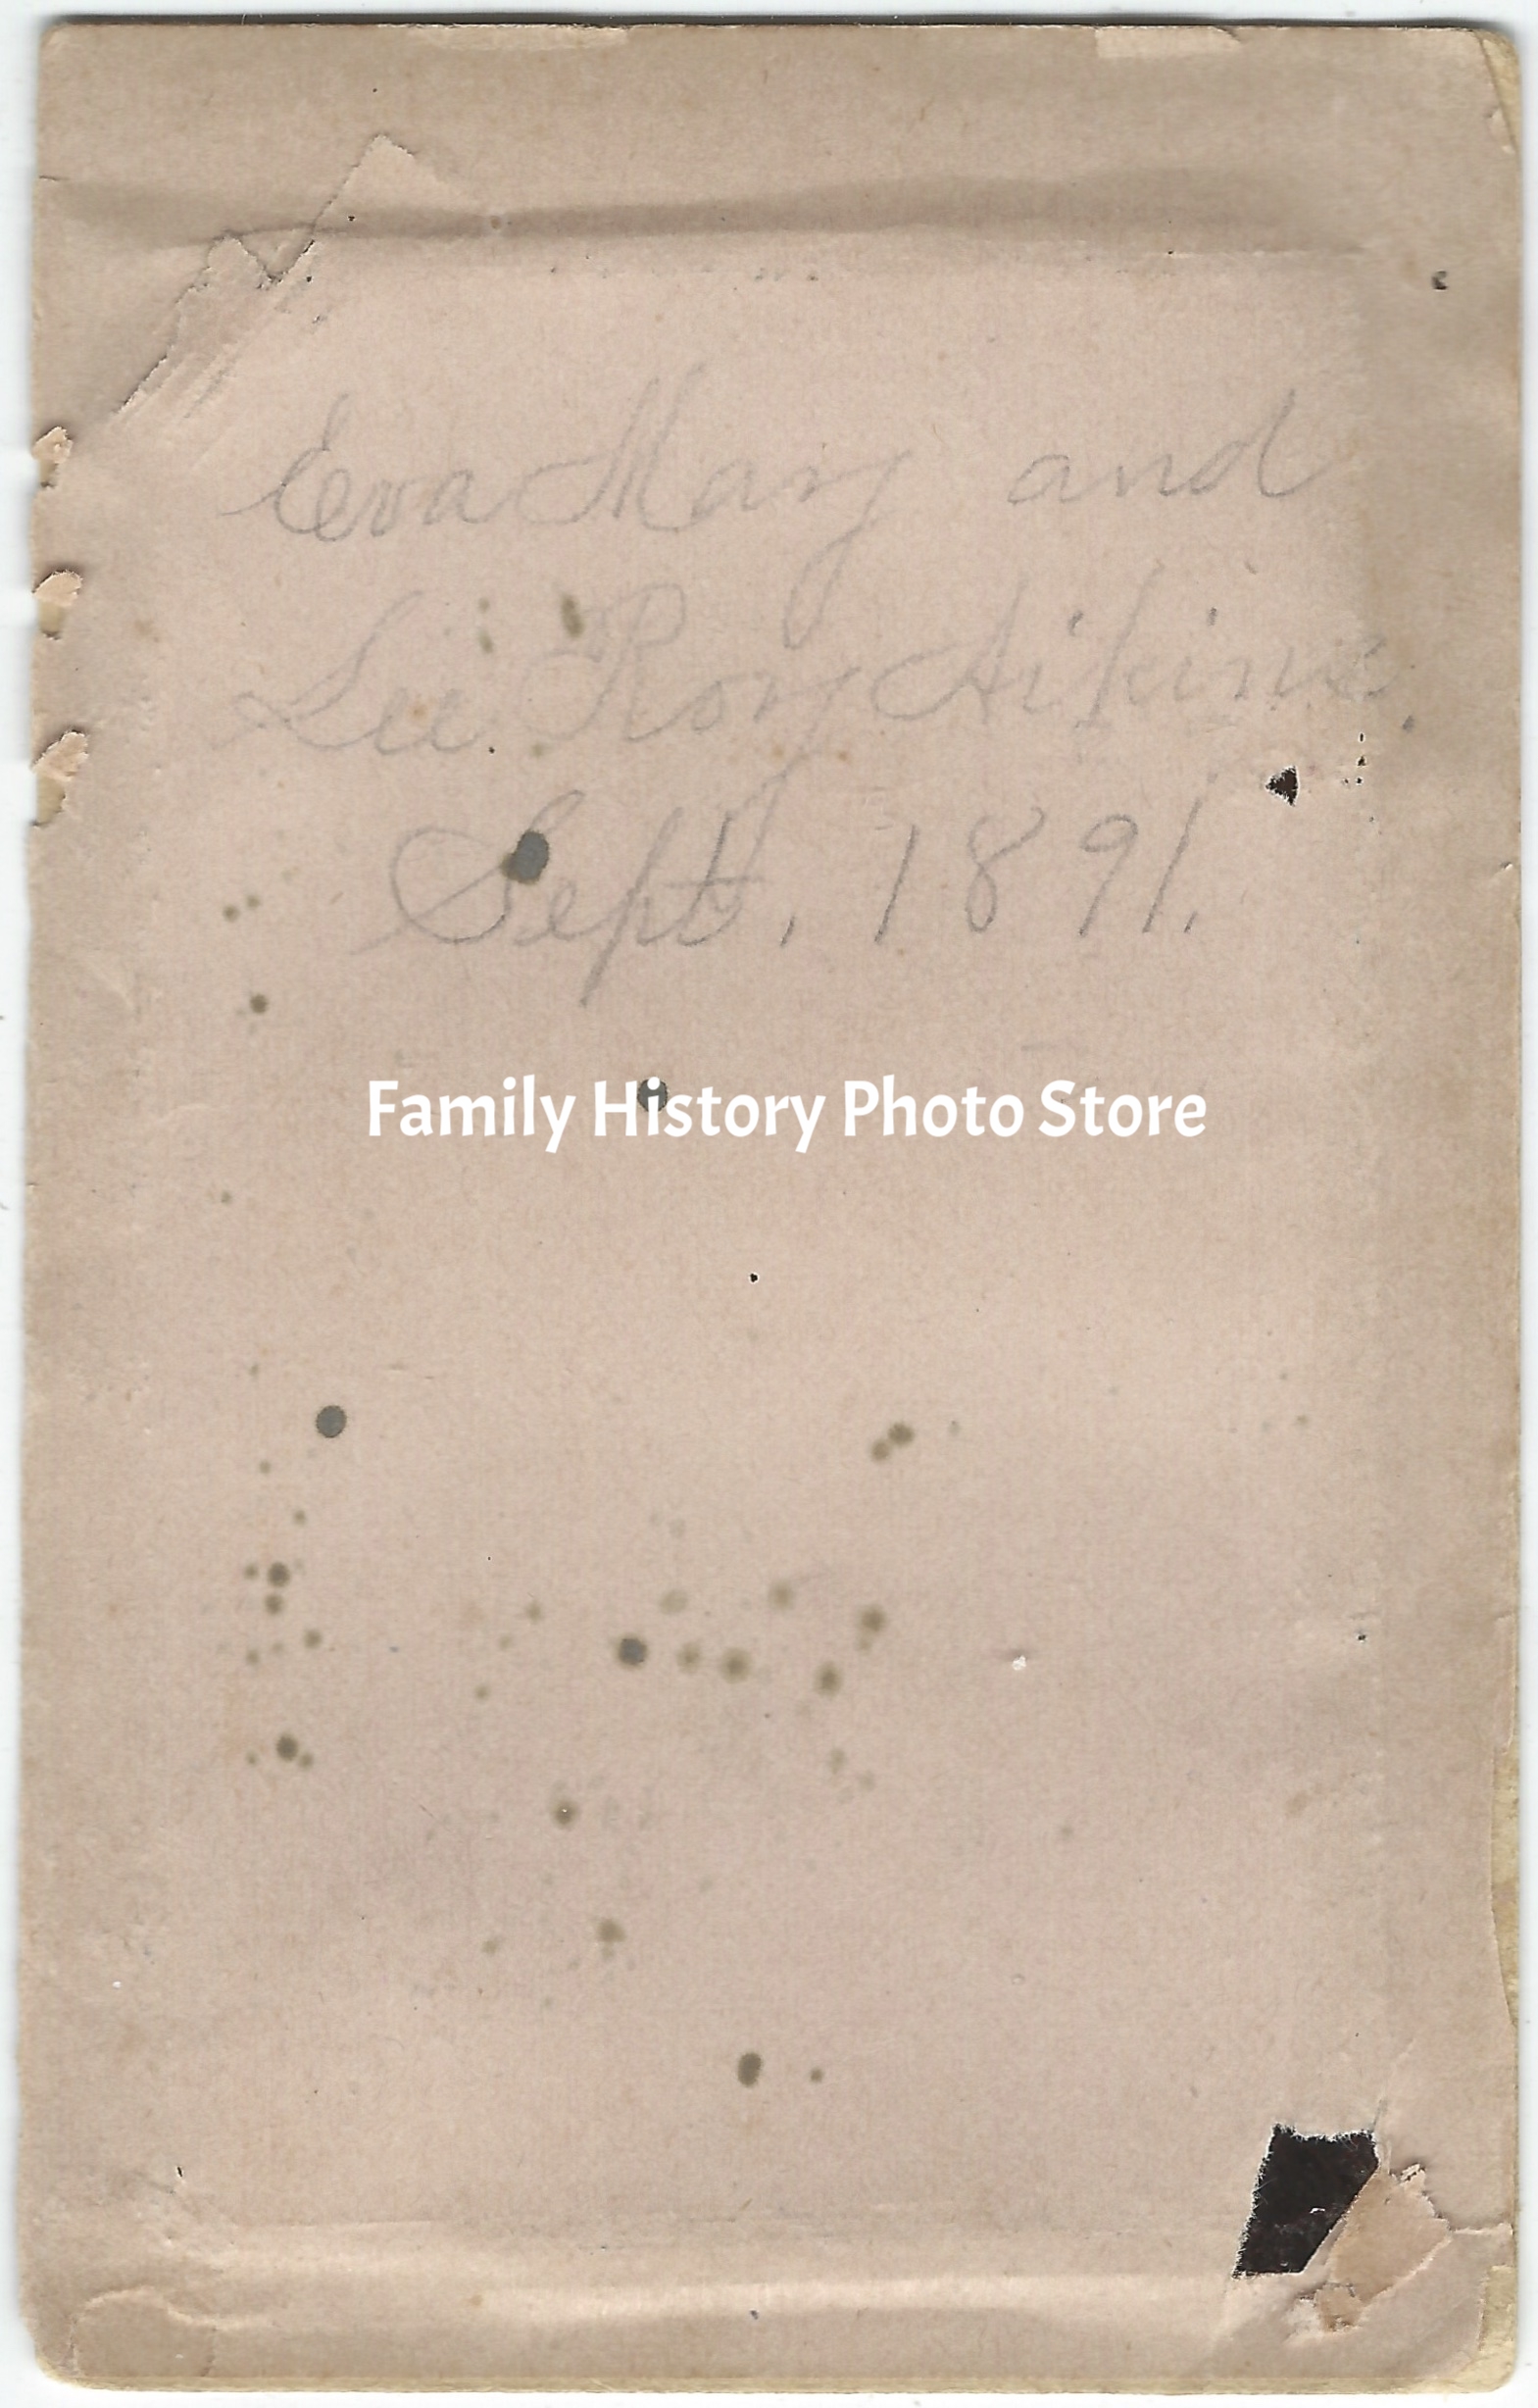 Eva Mary and
Lee Roy Aikins.
Sept, 1891.
Family History Photo Store